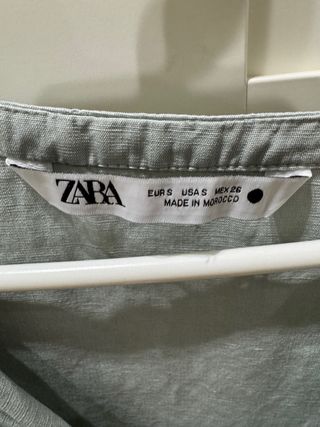 ZARA
EUR S USA S MEX 26
MADE IN MOROCCO